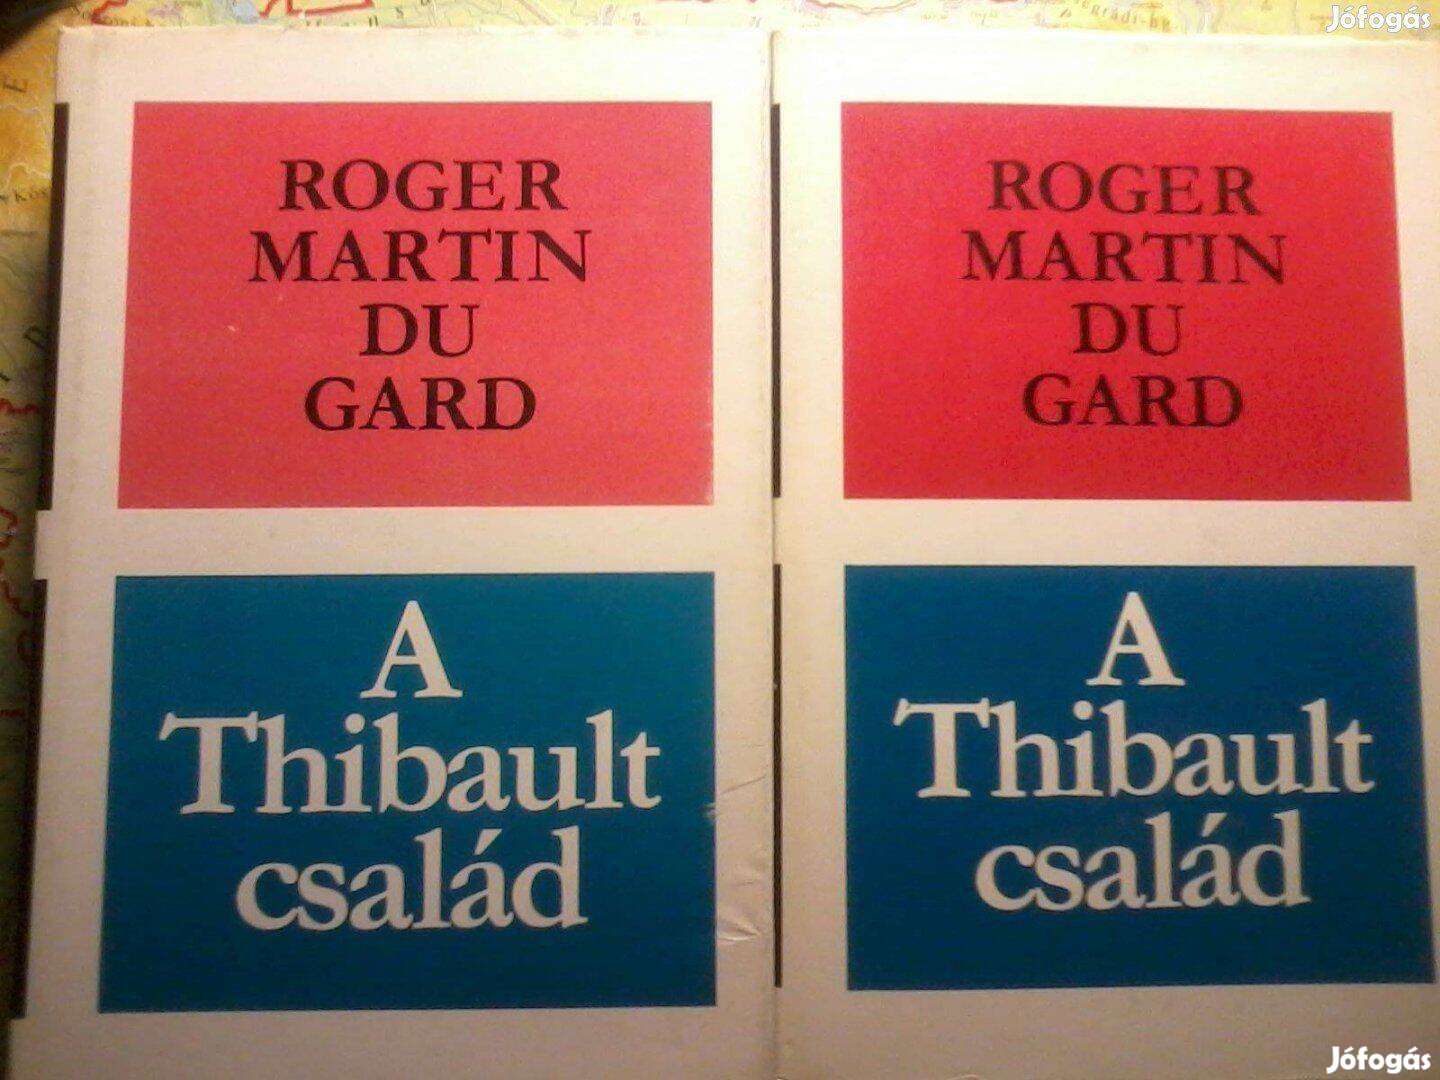 Jófogás
ROGER
MARTIN
DU
GARD
A
Thibault
család
ROGER
MARTIN
DU
GARD
A
Thibault
család
Jófogás